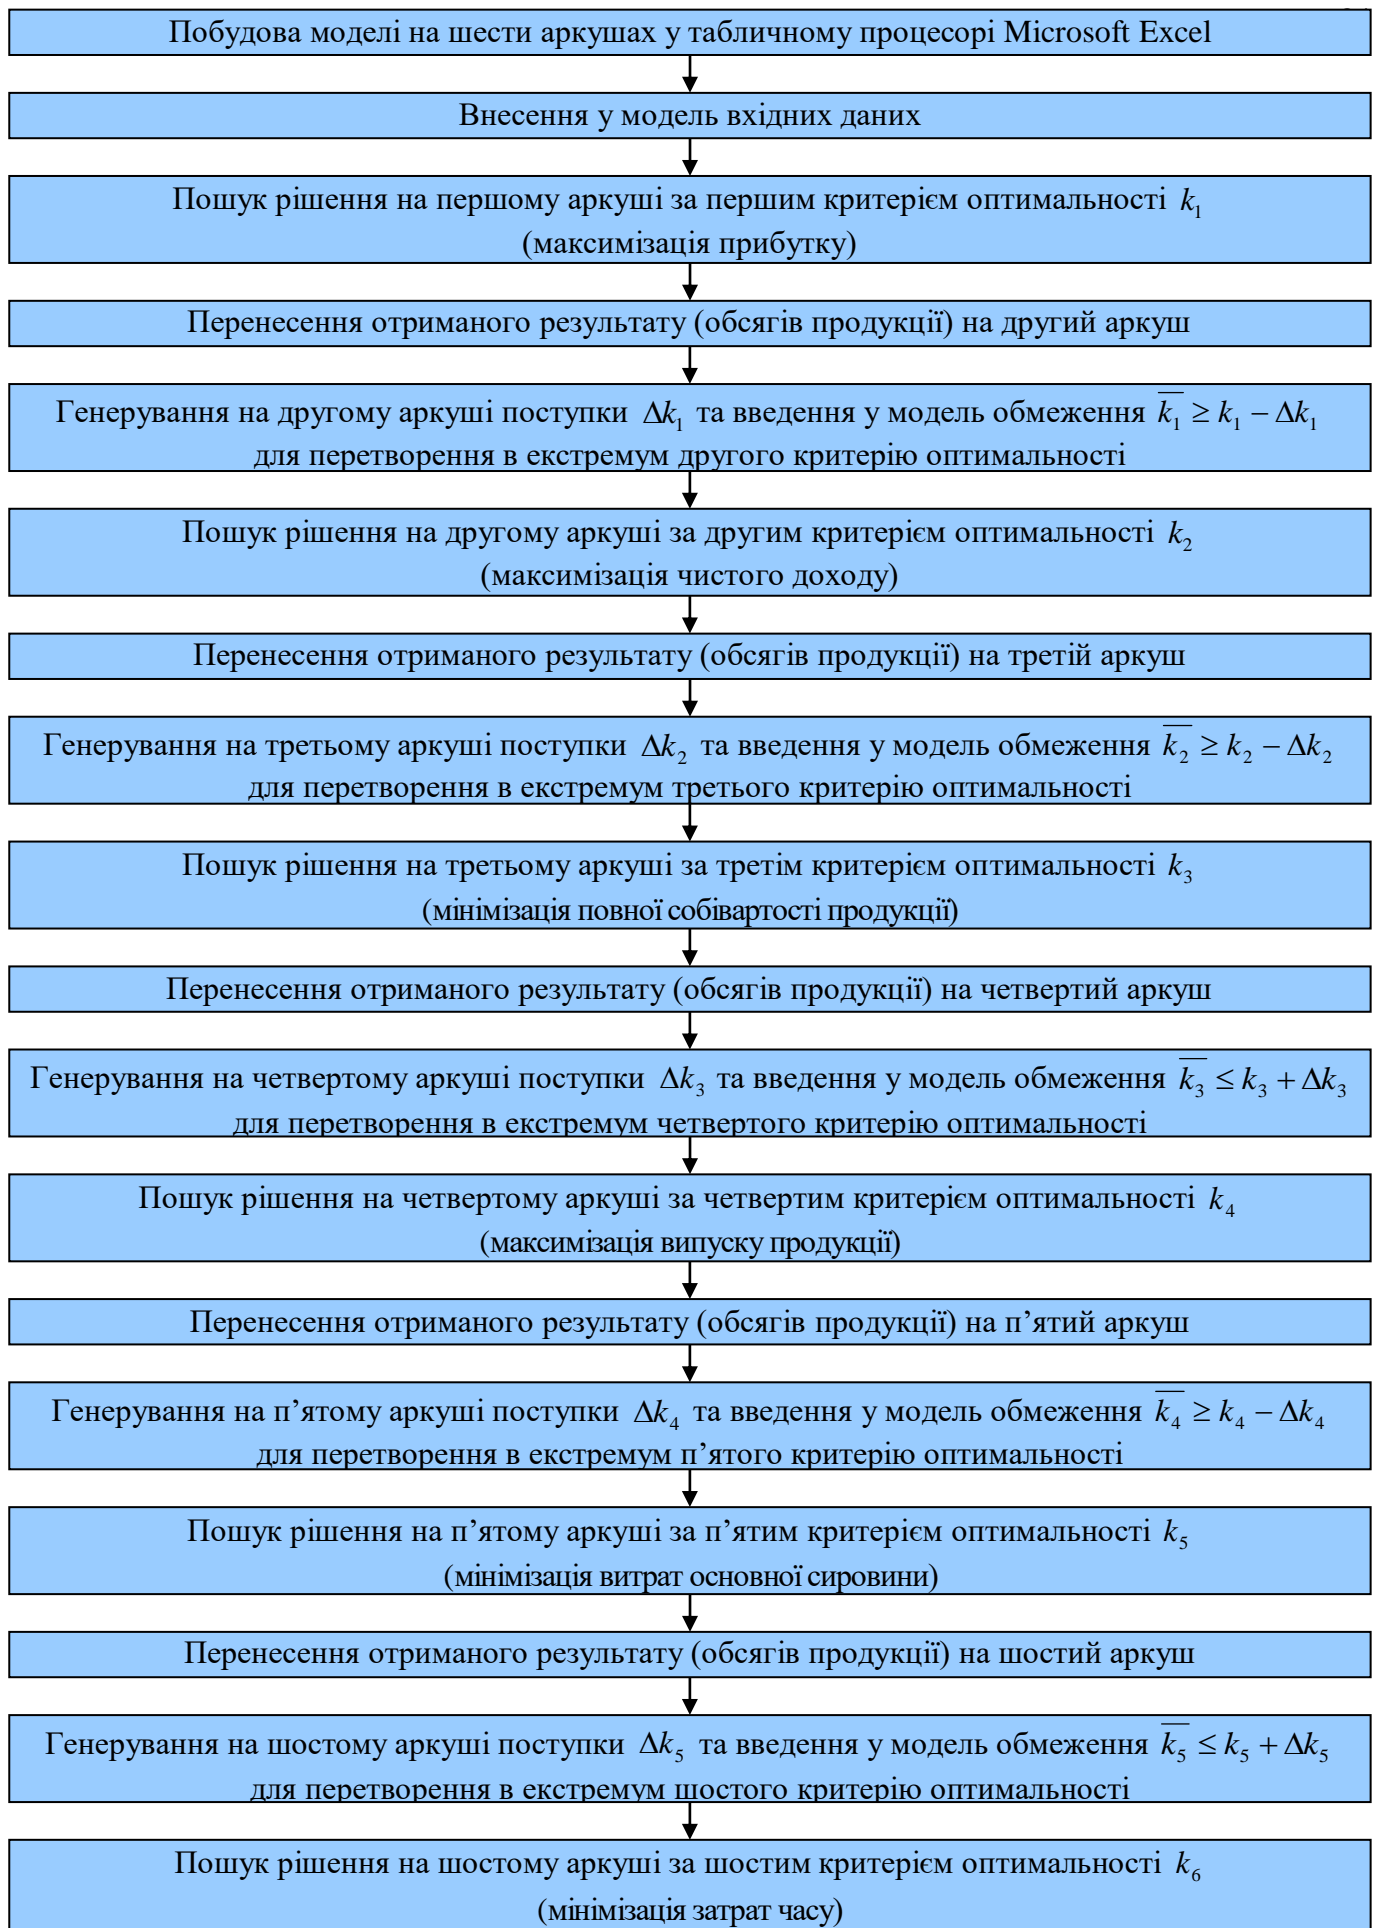 Побудова моделі на шести аркушах у табличному процесорі Microsoft Excel
Внесення у модель вхідних даних
Пошук рішення на першому аркуші за першим критерієм оптимальності k₁
(максимізація прибутку)
Перенесення отриманого результату (обсягів продукції) на другий аркуш
Генерування на другому аркуші поступки Δk₁ та введення у модель обмеження k̅₁ ≥ k₁ − Δk₁
для перетворення в екстремум другого критерію оптимальності
Пошук рішення на другому аркуші за другим критерієм оптимальності k₂
(максимізація чистого доходу)
Перенесення отриманого результату (обсягів продукції) на третій аркуш
Генерування на третьому аркуші поступки Δk₂ та введення у модель обмеження k̅₂ ≥ k₂ − Δk₂
для перетворення в екстремум третього критерію оптимальності
Пошук рішення на третьому аркуші за третім критерієм оптимальності k₃
(мінімізація повної собівартості продукції)
Перенесення отриманого результату (обсягів продукції) на четвертий аркуш
Генерування на четвертому аркуші поступки Δk₃ та введення у модель обмеження k̅₃ ≤ k₃ + Δk₃
для перетворення в екстремум четвертого критерію оптимальності
Пошук рішення на четвертому аркуші за четвертим критерієм оптимальності k₄
(максимізація випуску продукції)
Перенесення отриманого результату (обсягів продукції) на п’ятий аркуш
Генерування на п’ятому аркуші поступки Δk₄ та введення у модель обмеження k̅₄ ≥ k₄ − Δk₄
для перетворення в екстремум п’ятого критерію оптимальності
Пошук рішення на п’ятому аркуші за п’ятим критерієм оптимальності k₅
(мінімізація витрат основної сировини)
Перенесення отриманого результату (обсягів продукції) на шостий аркуш
Генерування на шостому аркуші поступки Δk₅ та введення у модель обмеження k̅₅ ≤ k₅ + Δk₅
для перетворення в екстремум шостого критерію оптимальності
Пошук рішення на шостому аркуші за шостим критерієм оптимальності k₆
(мінімізація затрат часу)